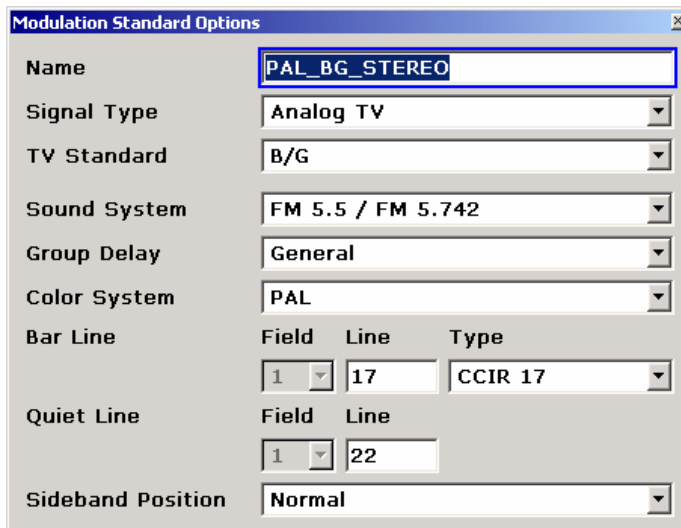 Modulation Standard Options
Name PAL_BG_STEREO
Signal Type Analog TV
TV Standard B/G
Sound System FM 5.5 / FM 5.742
Group Delay General
Color System PAL
Bar Line Field Line Type
1 17 CCIR 17
Quiet Line Field Line
1 22
Sideband Position Normal